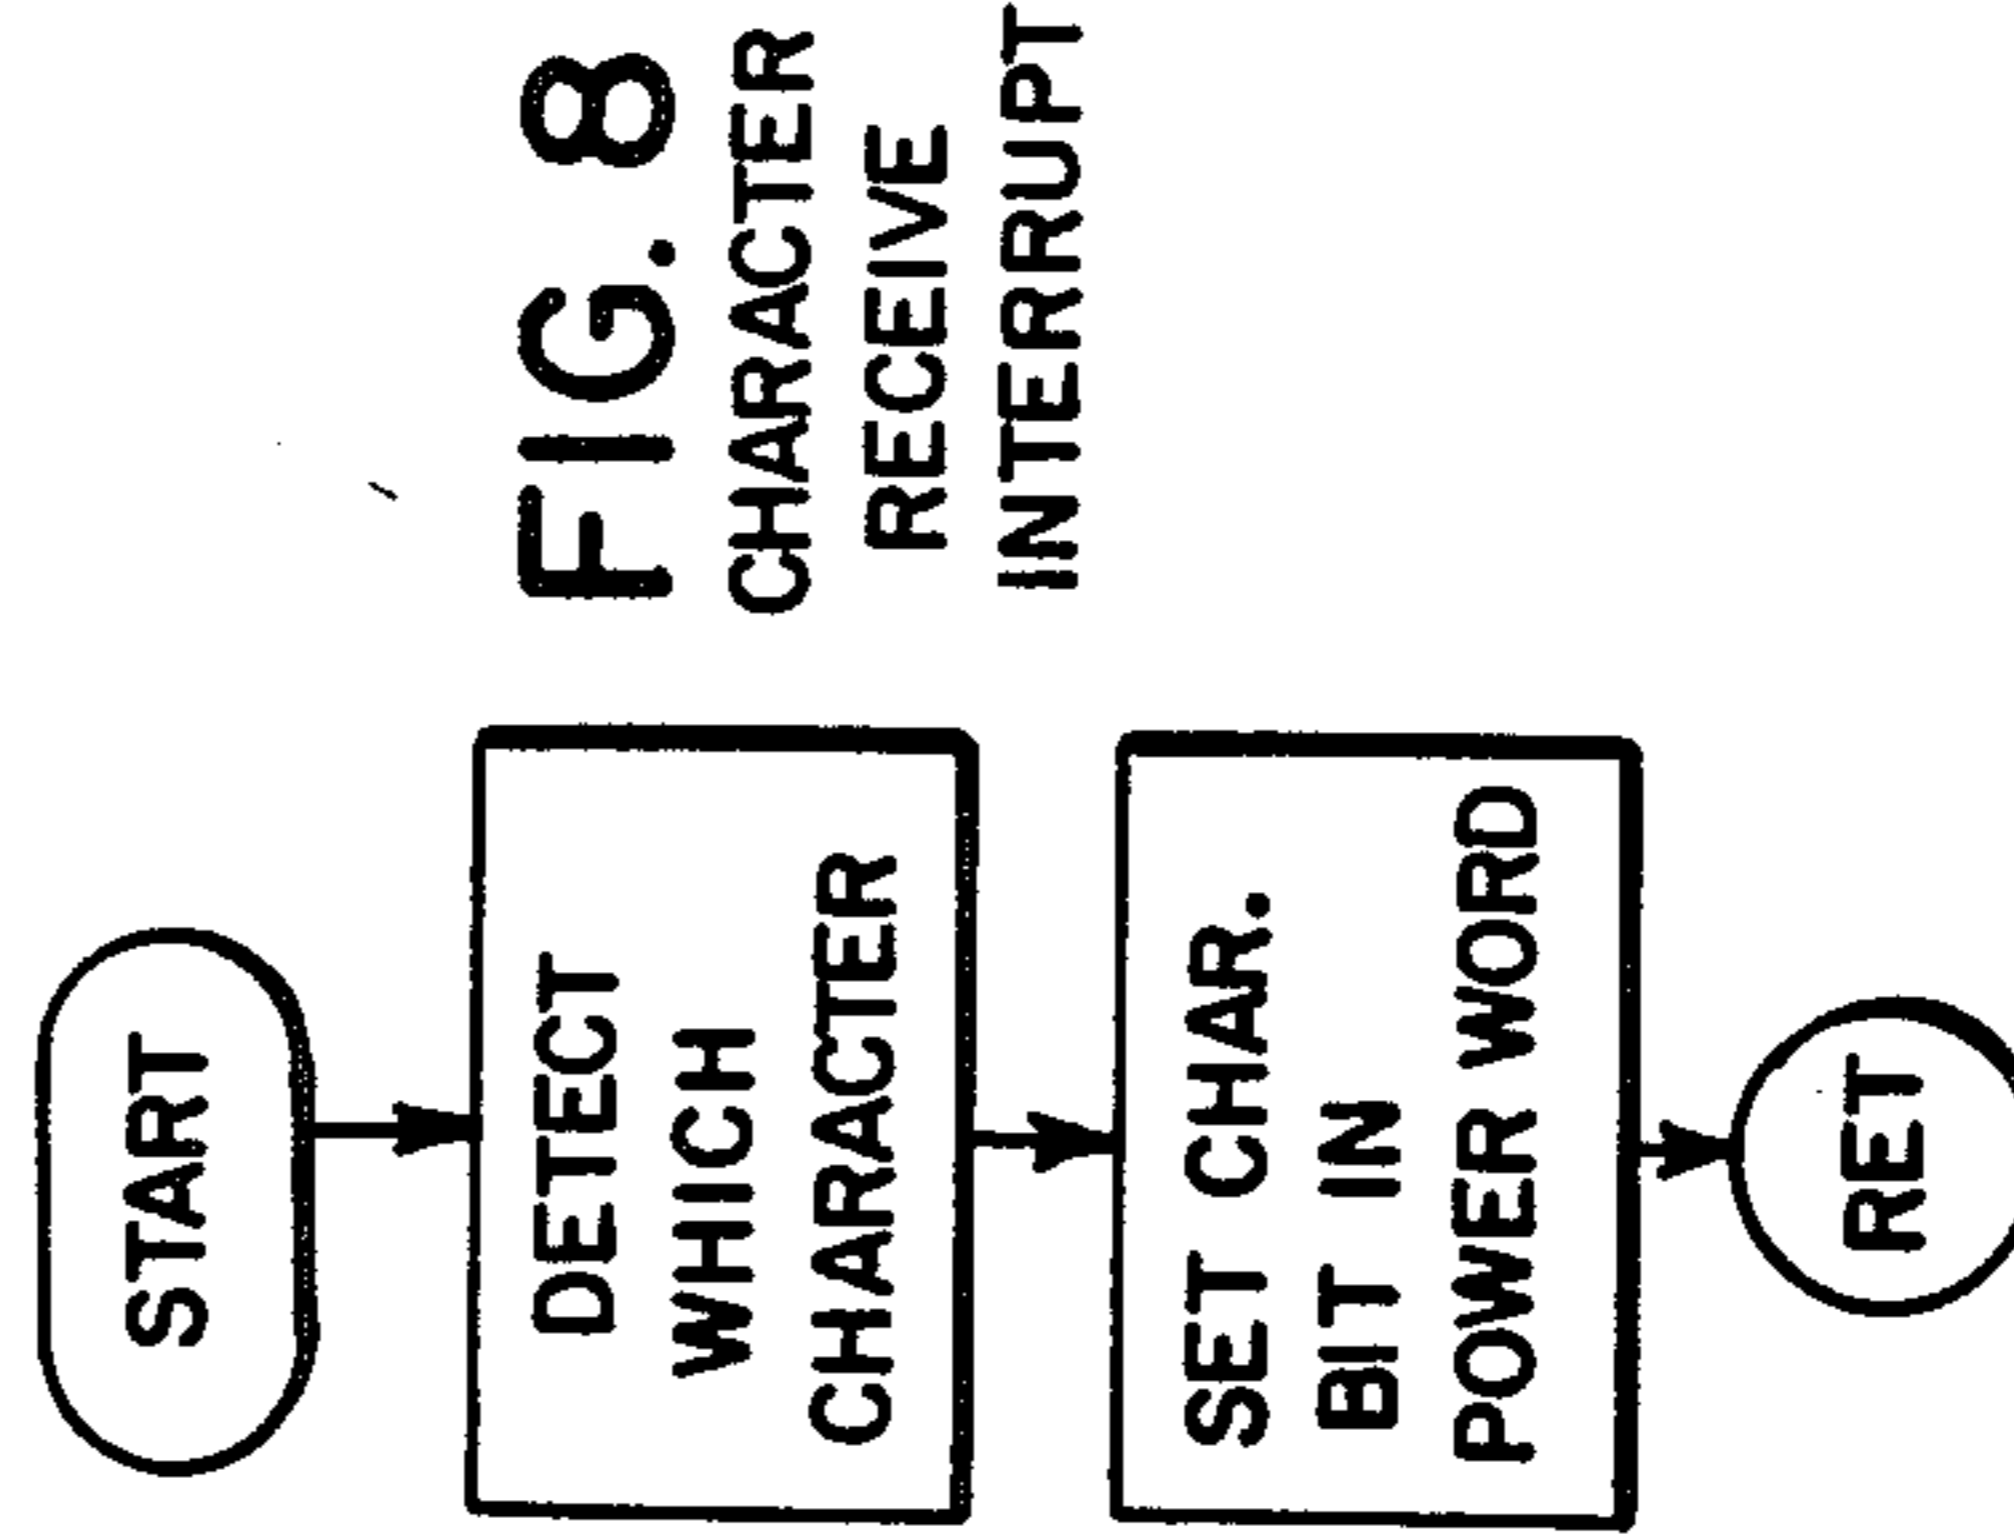 START
DETECT
WHICH
CHARACTER
SET CHAR.
BIT IN
POWER WORD
RET
FIG. 8
CHARACTER
RECEIVE
INTERRUPT